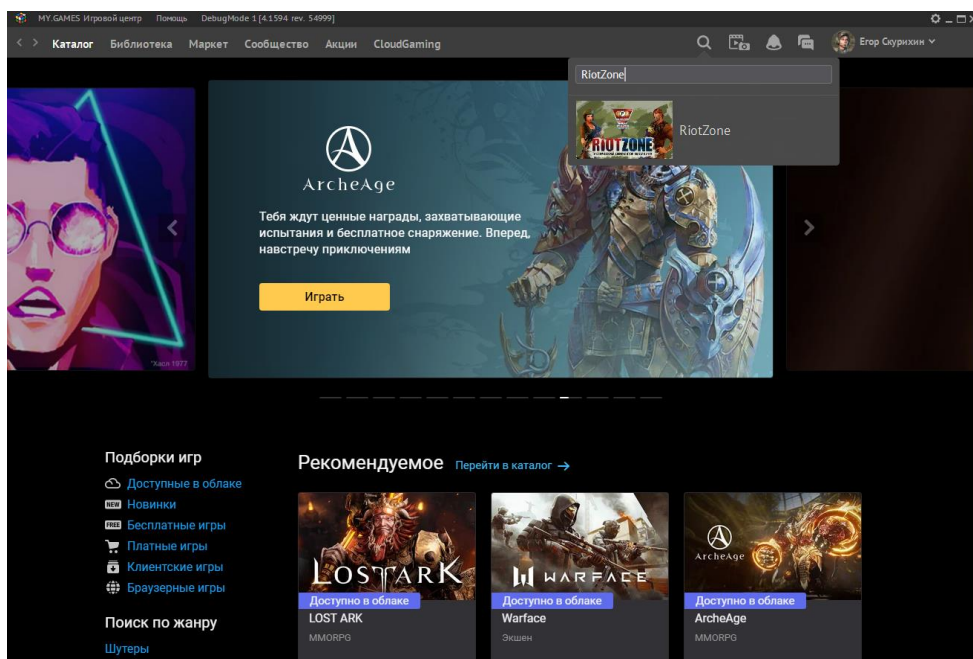 MY.GAMES Игровой центр Помощь DebugMode 1 [4.1594 rev. 54999]
Каталог Библиотека Маркет Сообщество Акции CloudGaming
Егор Скурихин
RiotZone
RIOTZONE
RiotZone
ArcheAge
Тебя ждут ценные награды, захватывающие
испытания и бесплатное снаряжение. Вперед,
навстречу приключениям
Играть
"Хасл 1977
Подборки игр
Доступные в облаке
NEW Новинки
FREE Бесплатные игры
Платные игры
Клиентские игры
Браузерные игры
Поиск по жанру
Шутеры
Рекомендуемое Перейти в каталог →
LOST ARK
Доступно в облаке
LOST ARK
MMORPG
WARFACE
Доступно в облаке
Warface
Экшен
ArcheAge
Доступно в облаке
ArcheAge
MMORPG